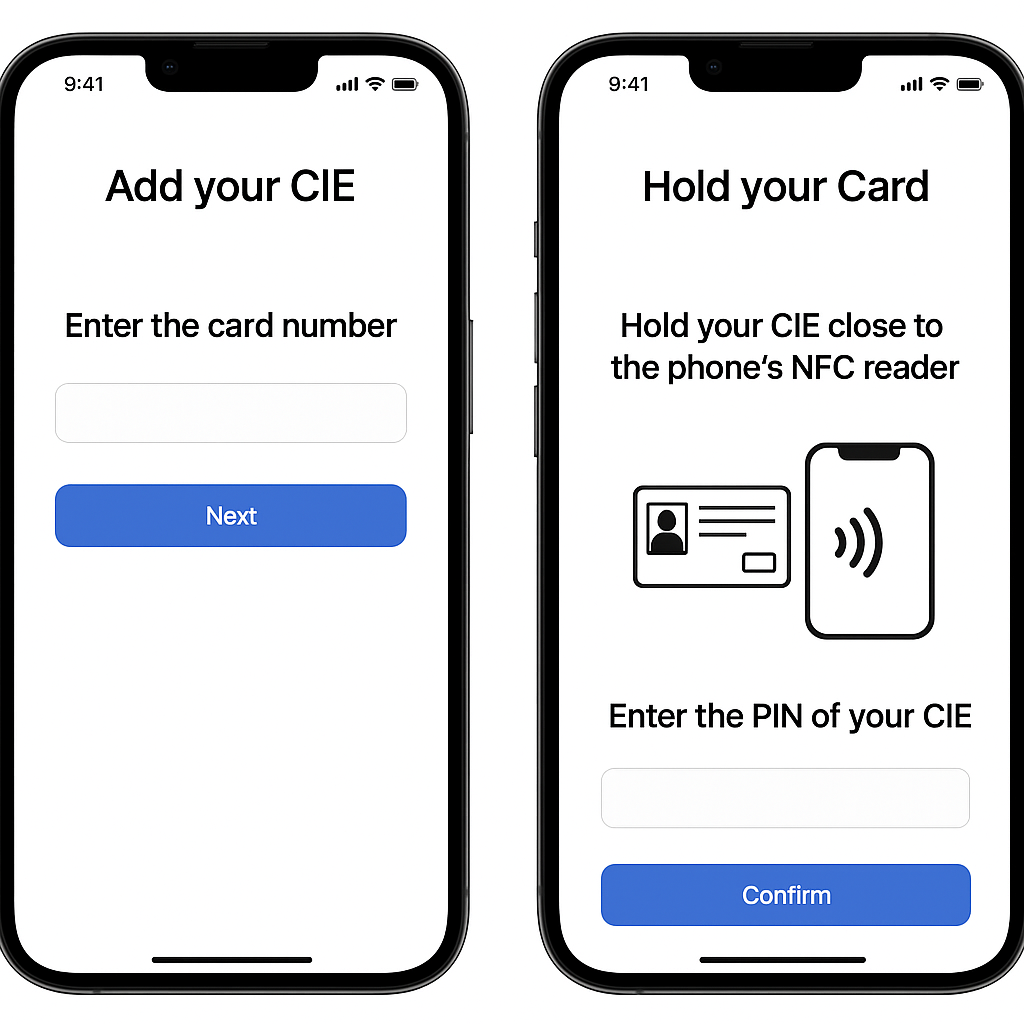 9:41
Add your CIE
Enter the card number
Next
9:41
Hold your Card
Hold your CIE close to
the phone‘s NFC reader
Enter the PIN of your CIE
Confirm